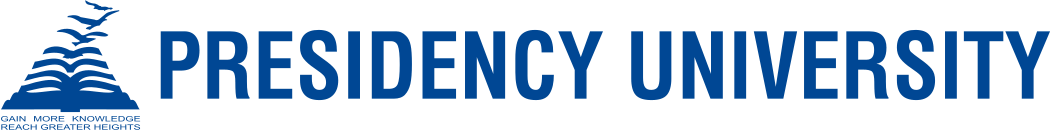 PRESIDENCY UNIVERSITY
GAIN MORE KNOWLEDGE
REACH GREATER HEIGHTS